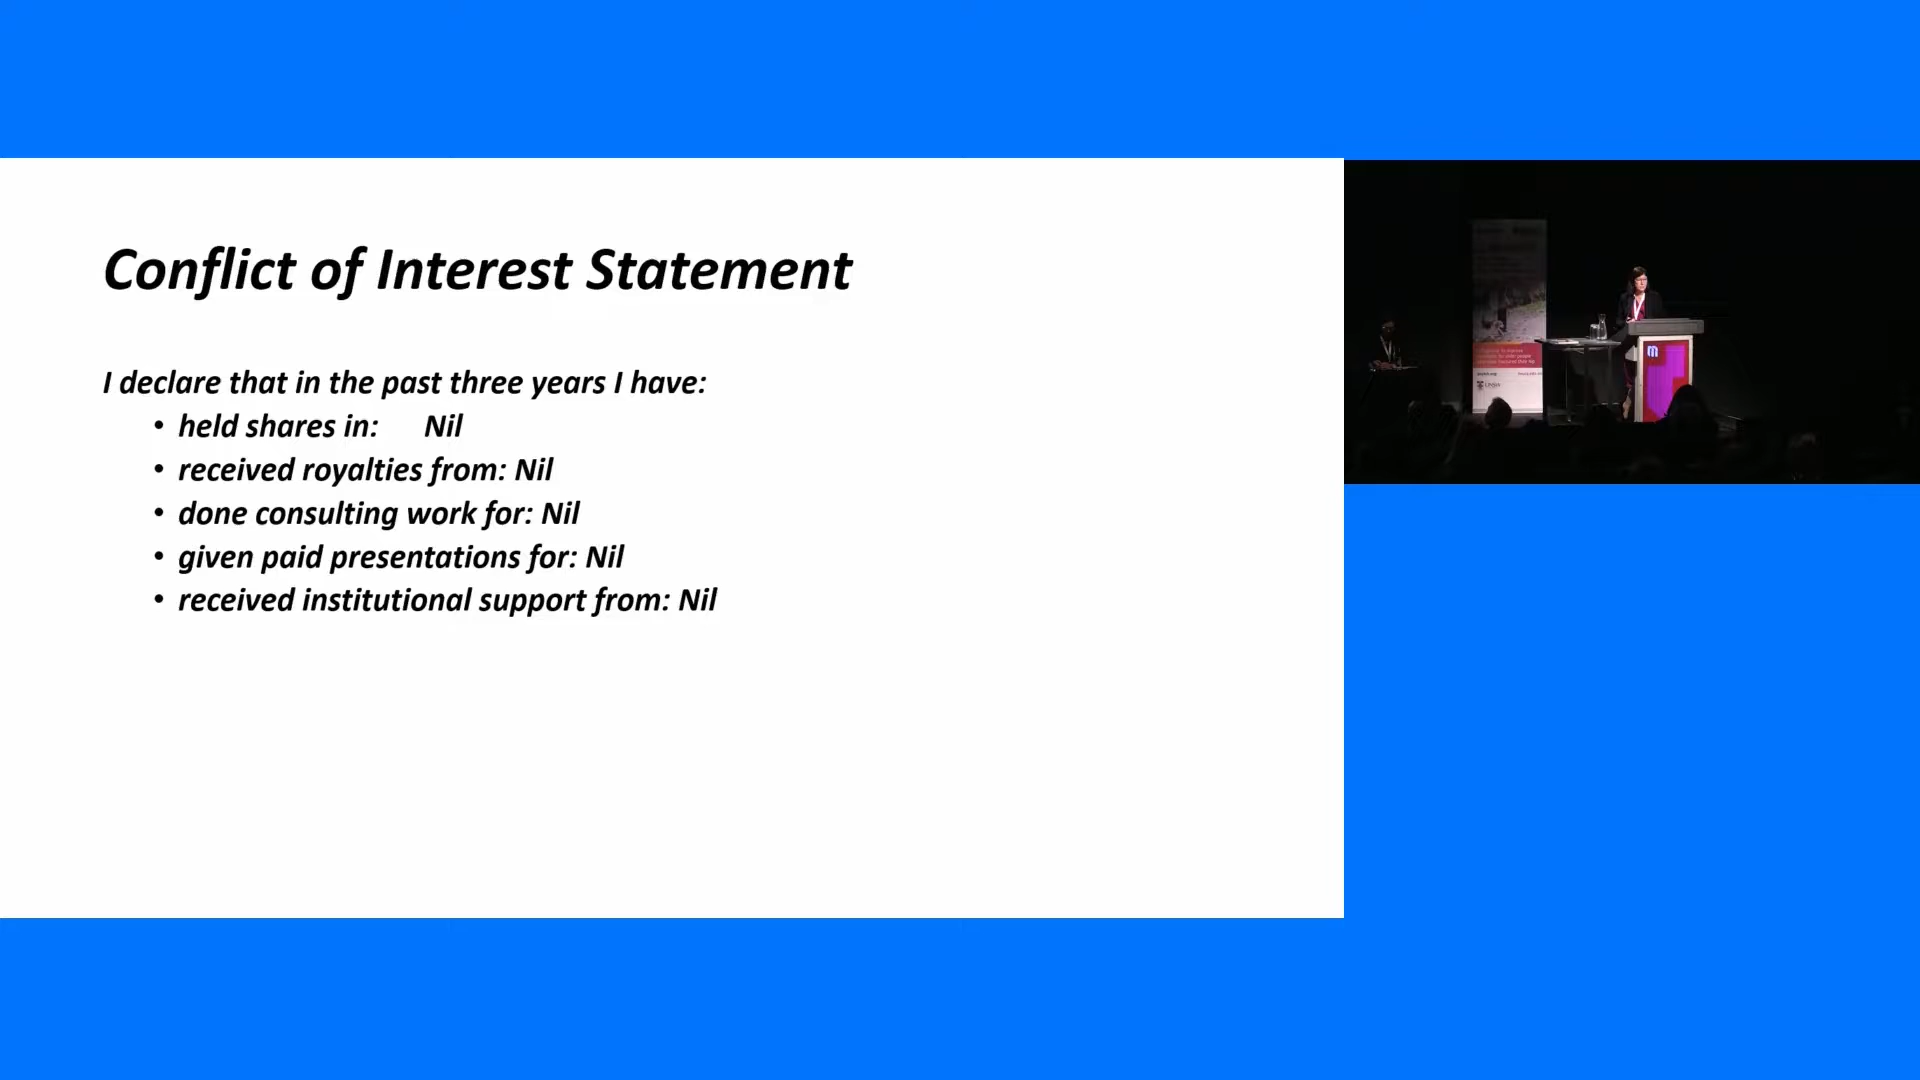 Conflict of Interest Statement
I declare that in the past three years I have:
• held shares in: Nil
• received royalties from: Nil
• done consulting work for: Nil
• given paid presentations for: Nil
• received institutional support from: Nil
m